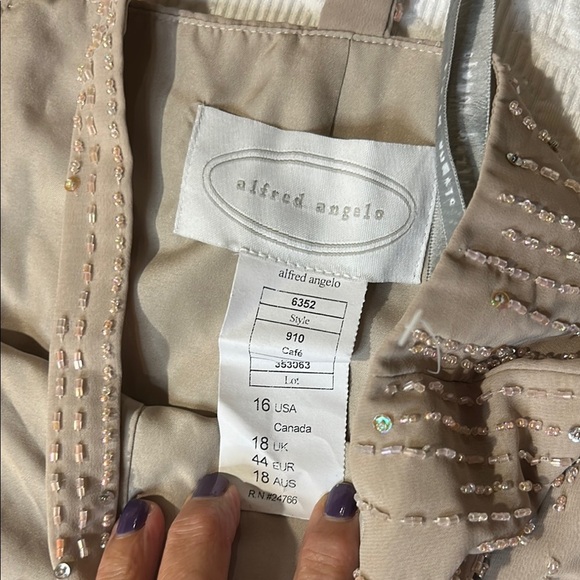 alfred angelo
alfred angelo
6352
Style
910
Café
353063
Lot
16 USA
Canada
18 UK
44 EUR
18 AUS
R.N #24766